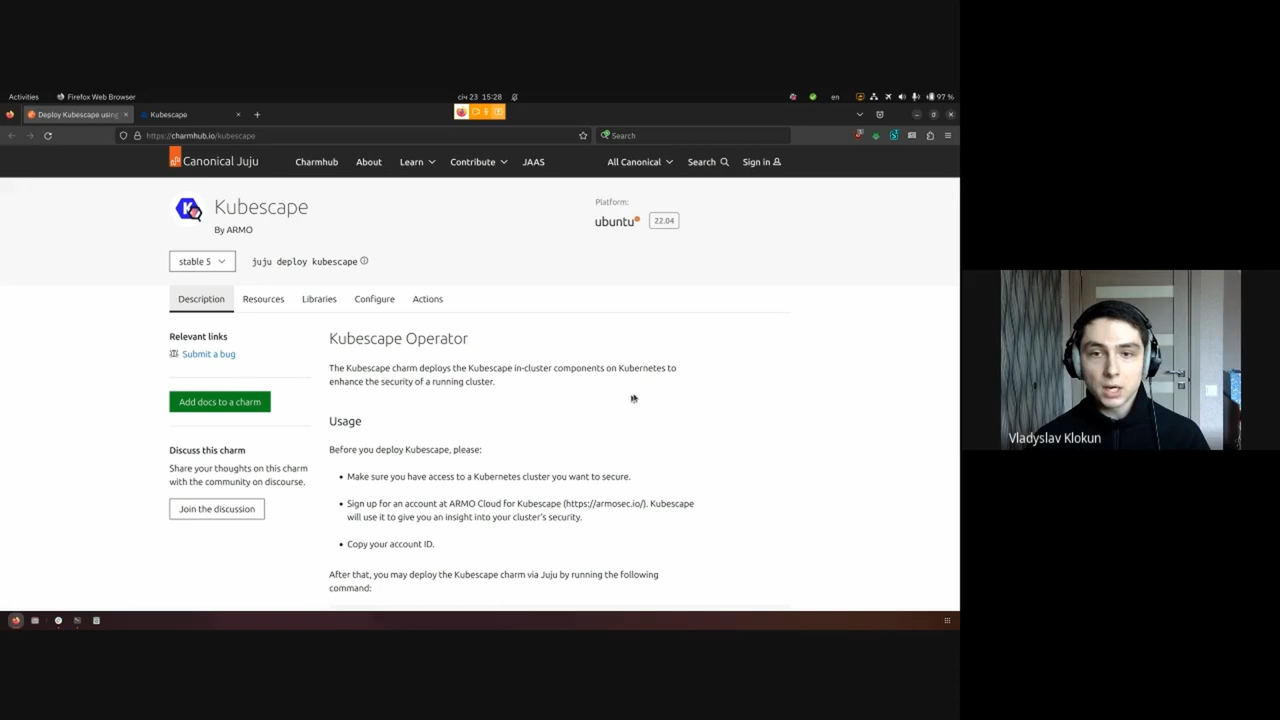 Activities
Firefox Web Browser
січ 23 15:28
en
97 %
Deploy Kubescape using
Kubescape
https://charmhub.io/kubescape
Search
Canonical Juju
Charmhub
About
Learn
Contribute
JAAS
All Canonical
Search
Sign in
Kubescape
By ARMO
Platform:
ubuntu
22.04
stable 5
juju deploy kubescape
Description
Resources
Libraries
Configure
Actions
Relevant links
Submit a bug
Add docs to a charm
Discuss this charm
Share your thoughts on this charm
with the community on discourse.
Join the discussion
Kubescape Operator
The Kubescape charm deploys the Kubescape in-cluster components on Kubernetes to
enhance the security of a running cluster.
Usage
Before you deploy Kubescape, please:
• Make sure you have access to a Kubernetes cluster you want to secure.
• Sign up for an account at ARMO Cloud for Kubescape (https://armosec.io/). Kubescape
will use it to give you an insight into your cluster's security.
• Copy your account ID.
After that, you may deploy the Kubescape charm via Juju by running the following
command:
Vladyslav Klokun